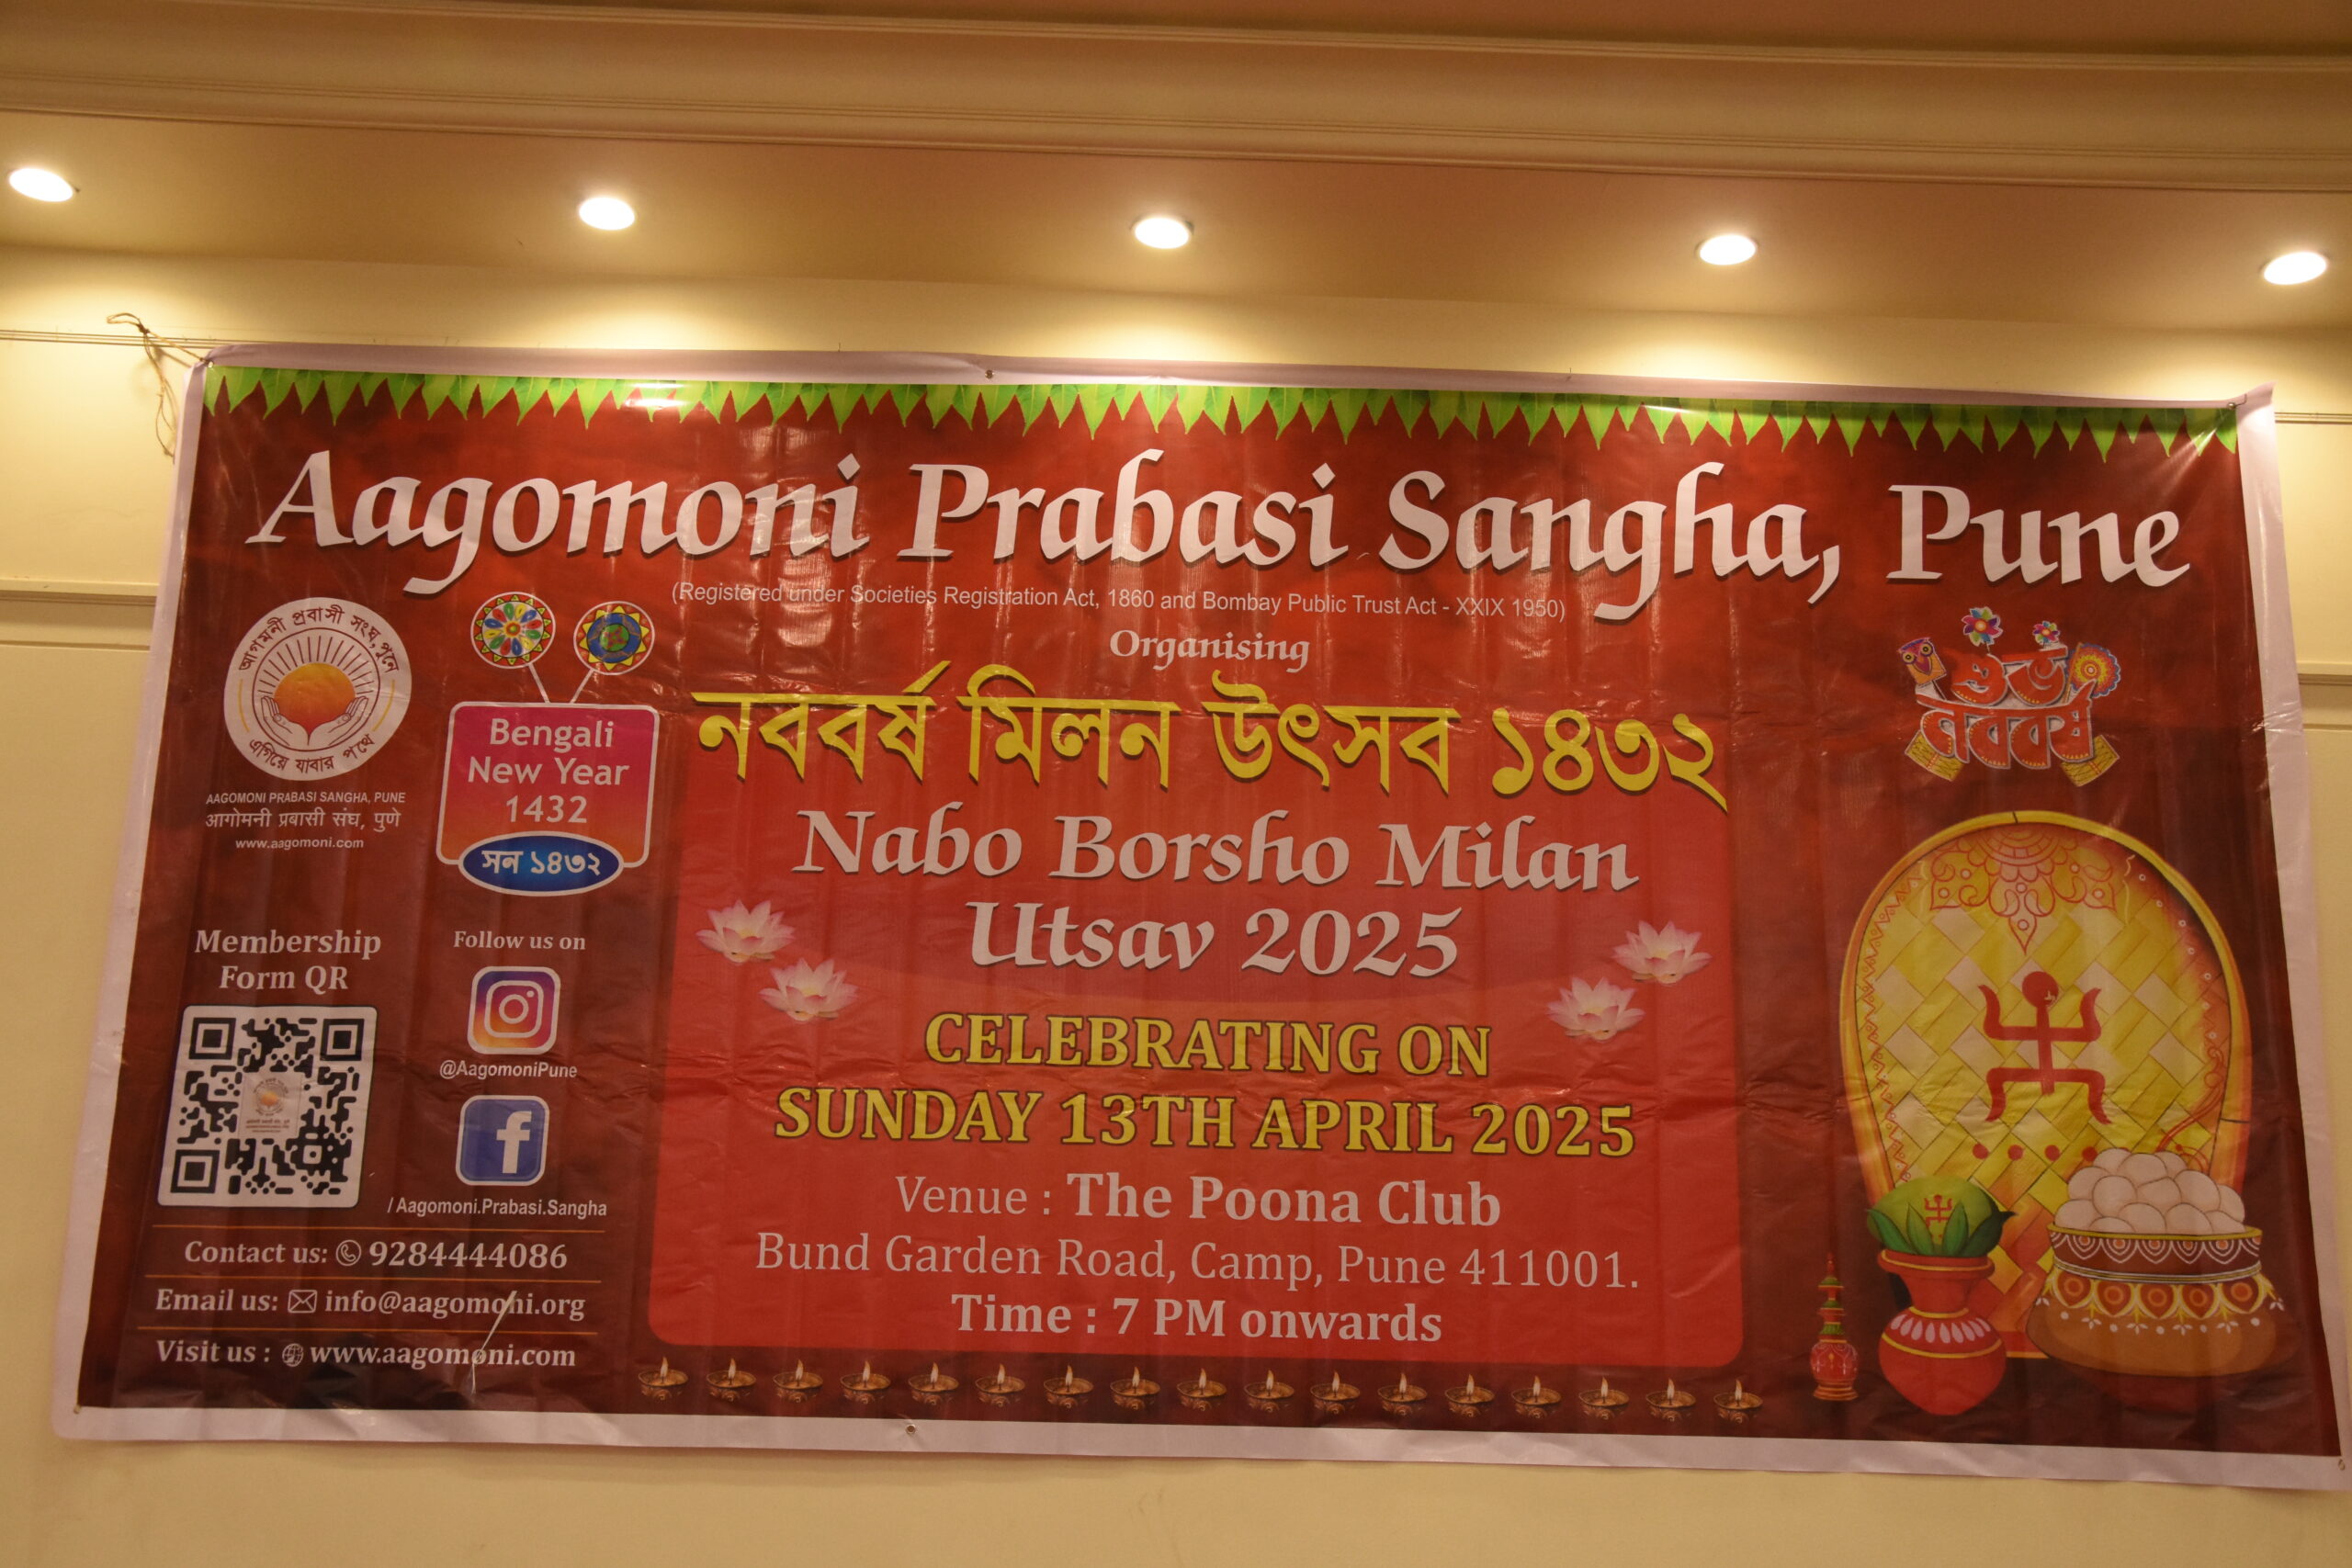 Aagomoni Prabasi Sangha, Pune
(Registered under Societies Registration Act, 1860 and Bombay Public Trust Act - XXIX 1950)
Organising
নববর্ষ মিলন উৎসব ১৪৩২
Nabo Borsho Milan
Utsav 2025
CELEBRATING ON
SUNDAY 13TH APRIL 2025
Venue : The Poona Club
Bund Garden Road, Camp, Pune 411001.
Time : 7 PM onwards
আগমনী প্রবাসী সংঘ, পুনে
এগিয়ে যাবার পথে
AAGOMONI PRABASI SANGHA, PUNE
आगोमनी प्रबासी संघ, पुणे
www.aagomoni.com
Bengali
New Year
1432
সন ১৪৩২
Membership
Form QR
Follow us on
@AagomoniPune
/Aagomoni.Prabasi.Sangha
Contact us: 9284444086
Email us: info@aagomoni.org
Visit us : www.aagomoni.com
শুভ
নববর্ষ